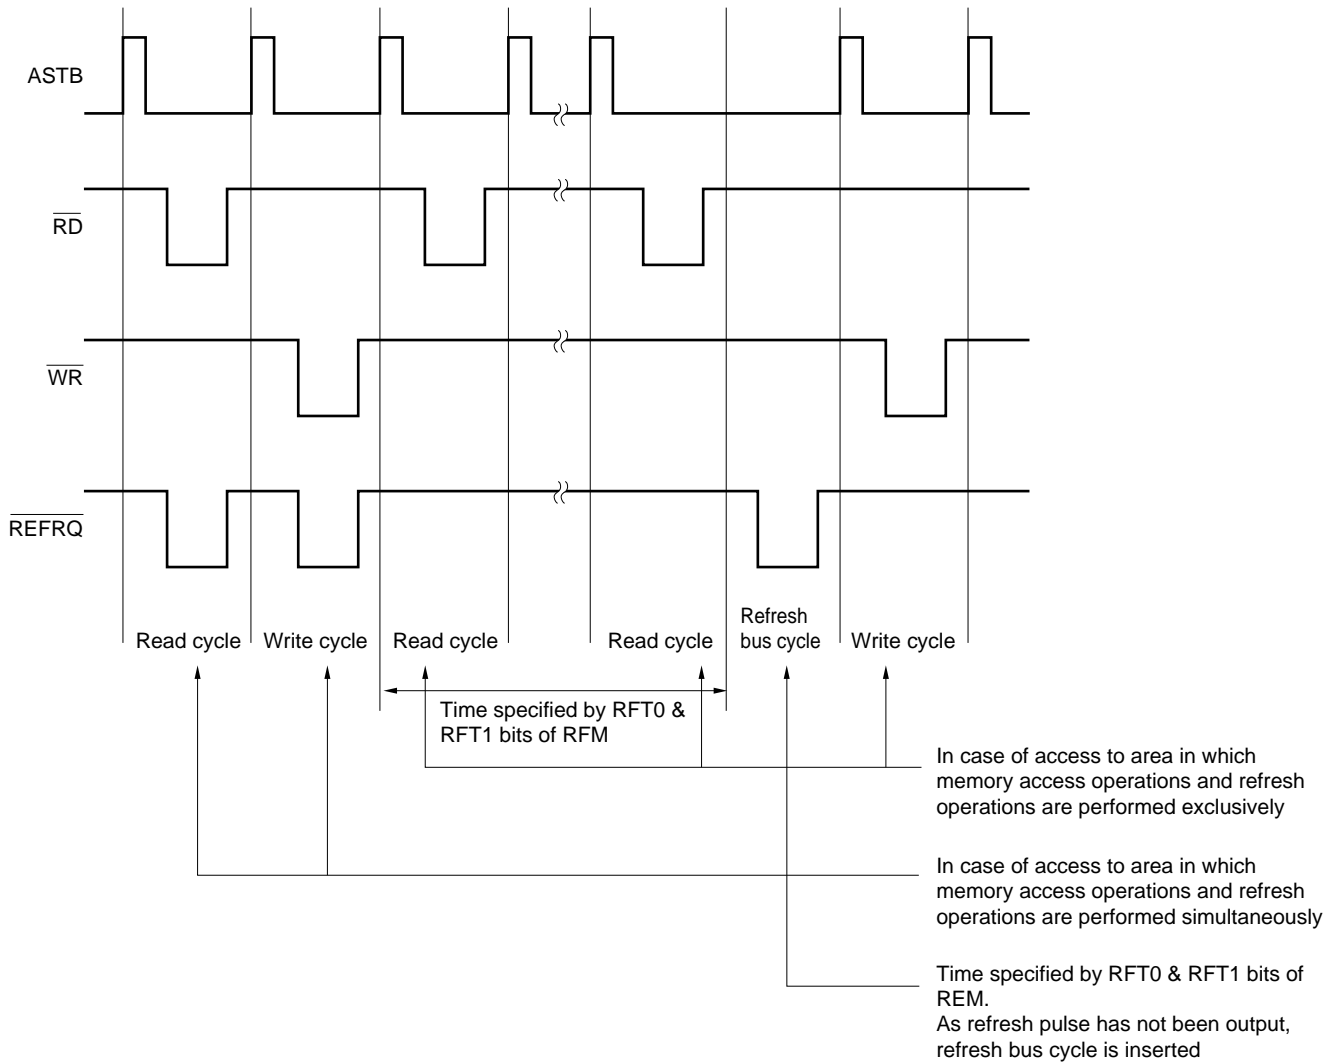 ASTB
RD
WR
REFRQ
Read cycle
Write cycle
Read cycle
Read cycle
Refresh
bus cycle
Write cycle
Time specified by RFT0 &
RFT1 bits of RFM
In case of access to area in which
memory access operations and refresh
operations are performed exclusively
In case of access to area in which
memory access operations and refresh
operations are performed simultaneously
Time specified by RFT0 & RFT1 bits of
REM.
As refresh pulse has not been output,
refresh bus cycle is inserted